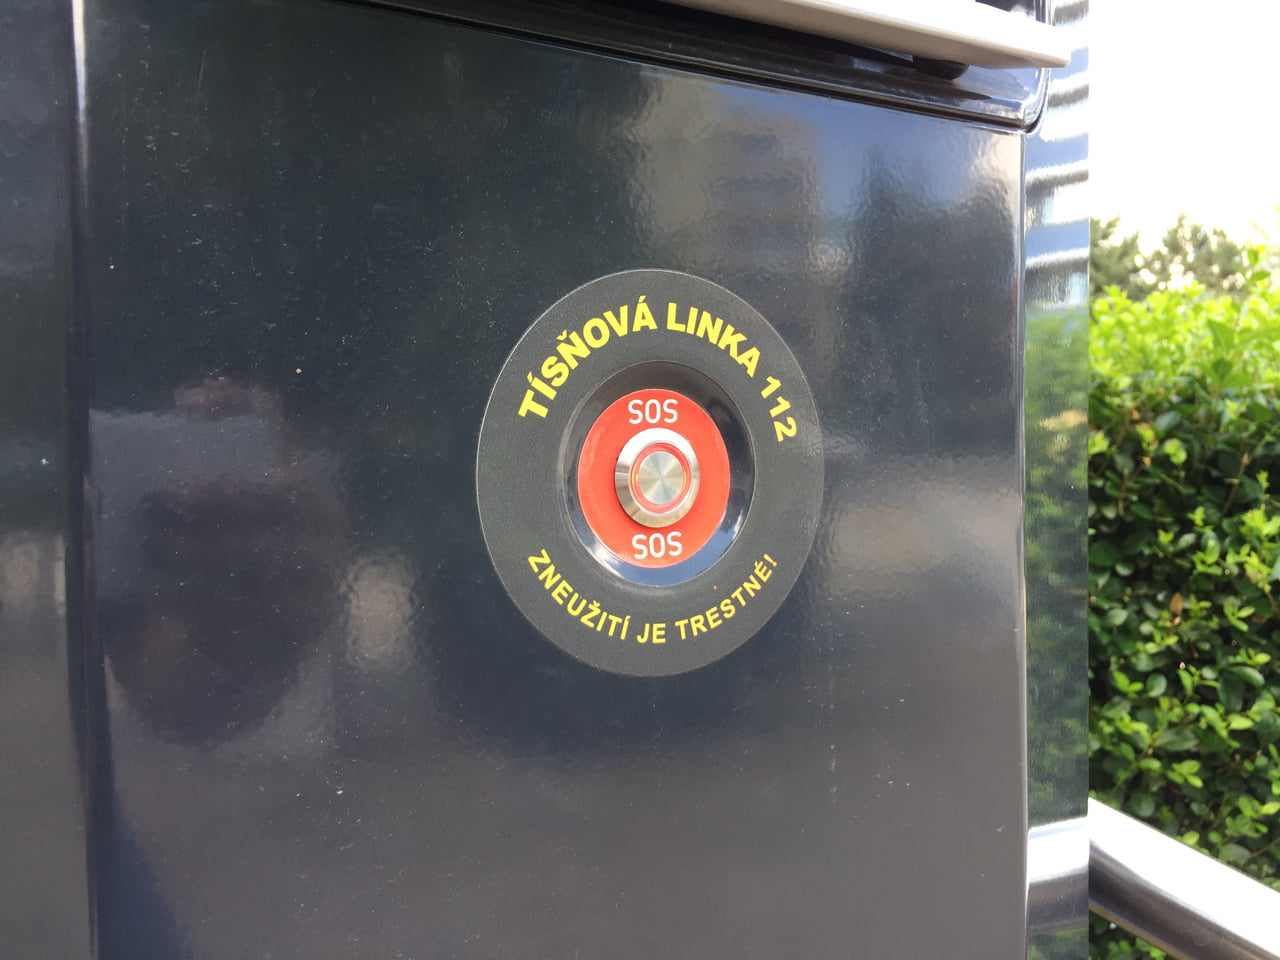 TÍSŇOVÁ LINKA 112
SOS
SOS
ZNEUŽITÍ JE TRESTNÉ!